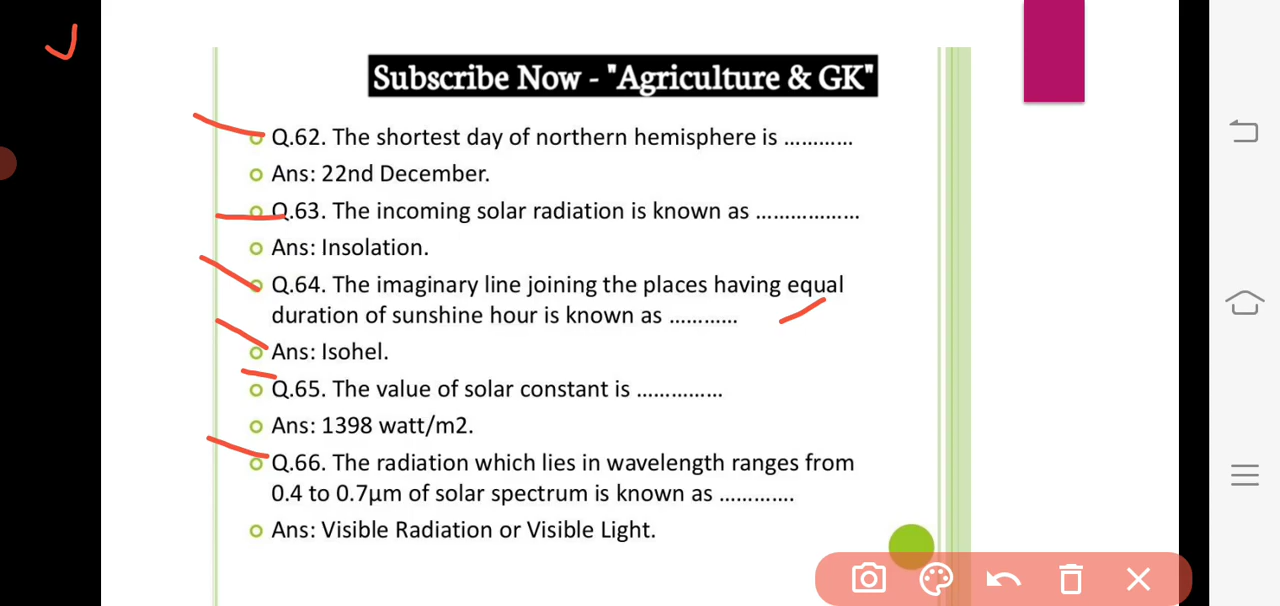 Subscribe Now - "Agriculture & GK"
Q.62. The shortest day of northern hemisphere is ............
Ans: 22nd December.
Q.63. The incoming solar radiation is known as ..................
Ans: Insolation.
Q.64. The imaginary line joining the places having equal
duration of sunshine hour is known as ............
Ans: Isohel.
Q.65. The value of solar constant is ...............
Ans: 1398 watt/m2.
Q.66. The radiation which lies in wavelength ranges from
0.4 to 0.7μm of solar spectrum is known as .............
Ans: Visible Radiation or Visible Light.